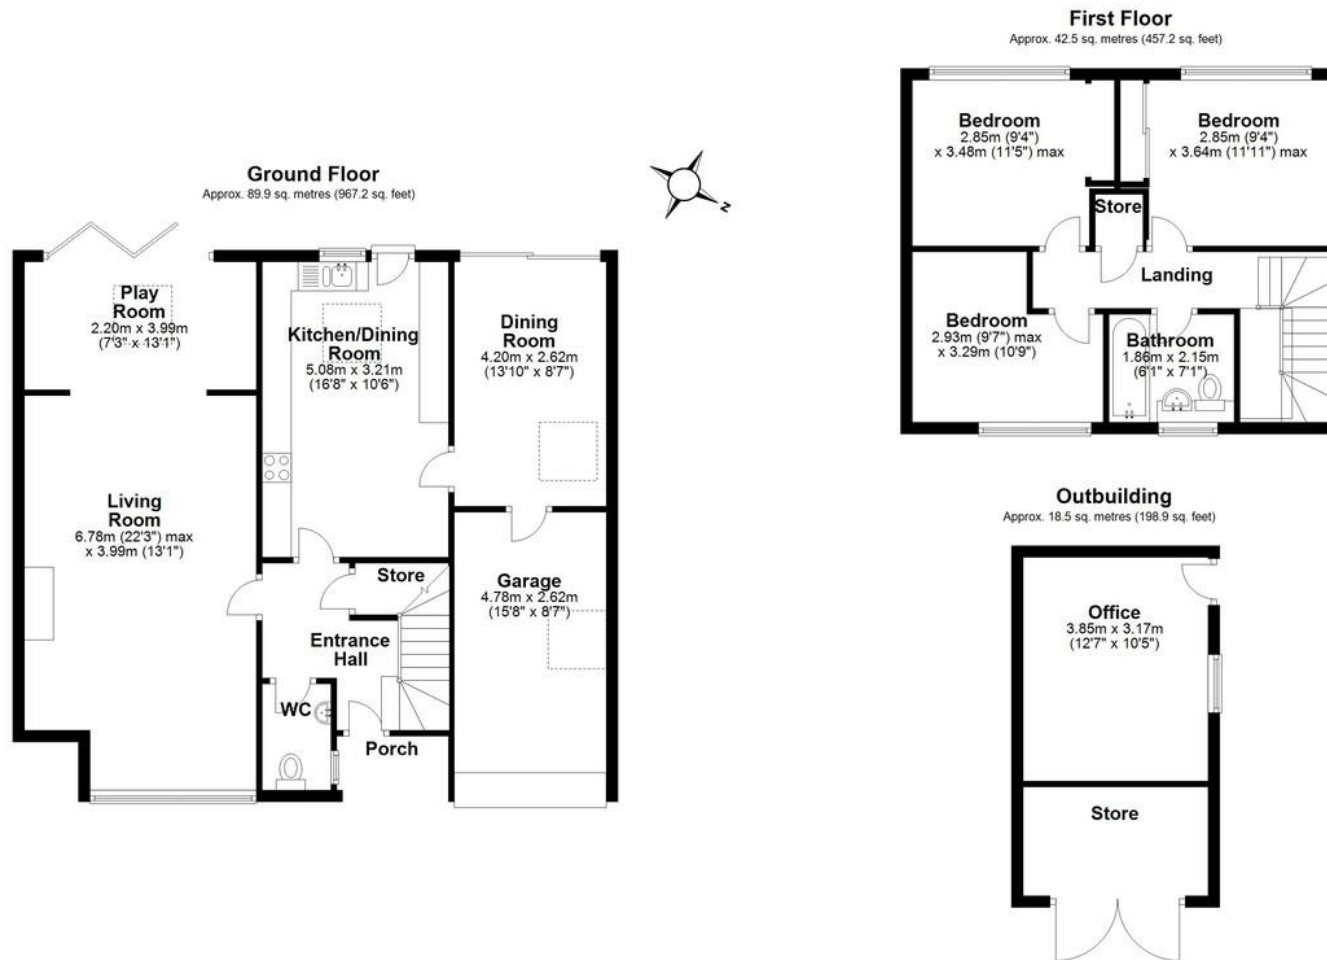 First Floor
Approx. 42.5 sq. metres (457.2 sq. feet)
Bedroom
2.85m (9'4")
x 3.48m (11'5") max
Bedroom
2.85m (9'4")
x 3.64m (11'11") max
Store
Landing
Bedroom
2.93m (9'7") max
x 3.29m (10'9")
Bathroom
1.86m x 2.15m
(6'1" x 7'1")
Ground Floor
Approx. 89.9 sq. metres (967.2 sq. feet)
N
Play
Room
2.20m x 3.99m
(7'3" x 13'1")
Kitchen/Dining
Room
5.08m x 3.21m
(16'8" x 10'6")
Dining
Room
4.20m x 2.62m
(13'10" x 8'7")
Living
Room
6.78m (22'3") max
x 3.99m (13'1")
Store
Garage
4.78m x 2.62m
(15'8" x 8'7")
Entrance
Hall
WC
Porch
Outbuilding
Approx. 18.5 sq. metres (198.9 sq. feet)
Office
3.85m x 3.17m
(12'7" x 10'5")
Store